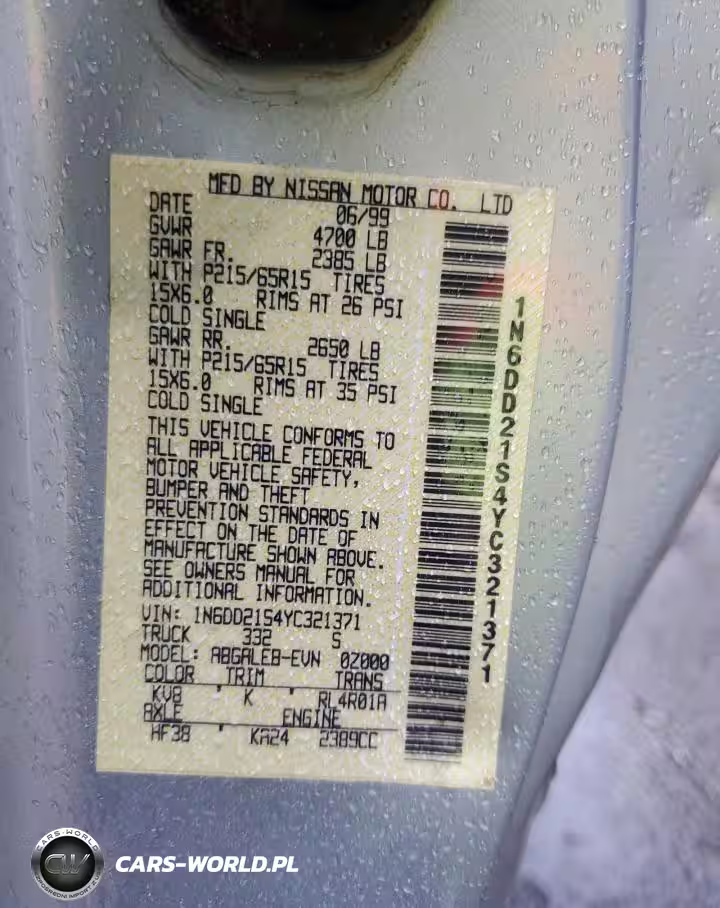 MFD BY NISSAN MOTOR CO. LTD
DATE 06/99
GVWR 4700 LB
GAWR FR. 2385 LB
WITH P215/65R15 TIRES
15X6.0 RIMS AT 26 PSI
COLD SINGLE
GAWR RR. 2650 LB
WITH P215/65R15 TIRES
15X6.0 RIMS AT 35 PSI
COLD SINGLE
THIS VEHICLE CONFORMS TO
ALL APPLICABLE FEDERAL
MOTOR VEHICLE SAFETY,
BUMPER AND THEFT
PREVENTION STANDARDS IN
EFFECT ON THE DATE OF
MANUFACTURE SHOWN ABOVE.
SEE OWNERS MANUAL FOR
ADDITIONAL INFORMATION.
VIN: 1N6DD21S4YC321371
TRUCK 332 S
MODEL: ABGALEB-EVN 0Z000
COLOR TRIM TRANS
KV8 K RL4R01A
AXLE ENGINE
HF38 KA24 2389CC
1N6DD21S4YC321371
CARS-WORLD
CW
CARS-WORLD.PL